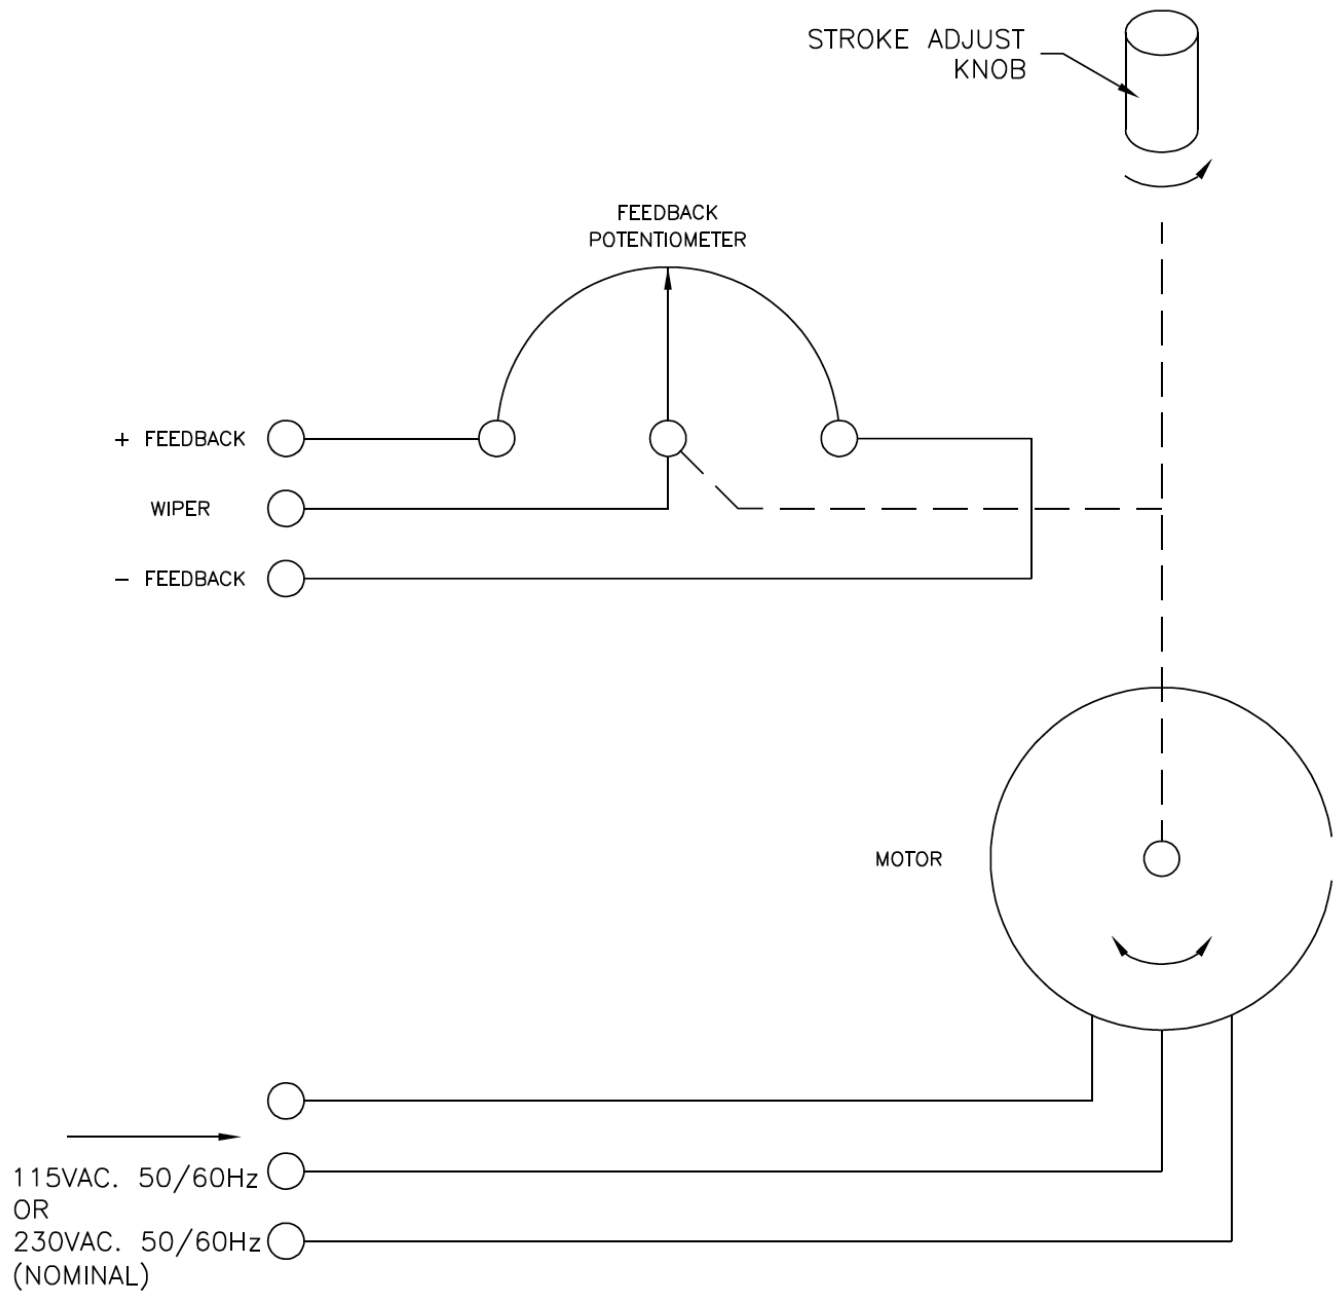 STROKE ADJUST
KNOB
FEEDBACK
POTENTIOMETER
+ FEEDBACK
WIPER
- FEEDBACK
MOTOR
115VAC. 50/60Hz
OR
230VAC. 50/60Hz
(NOMINAL)